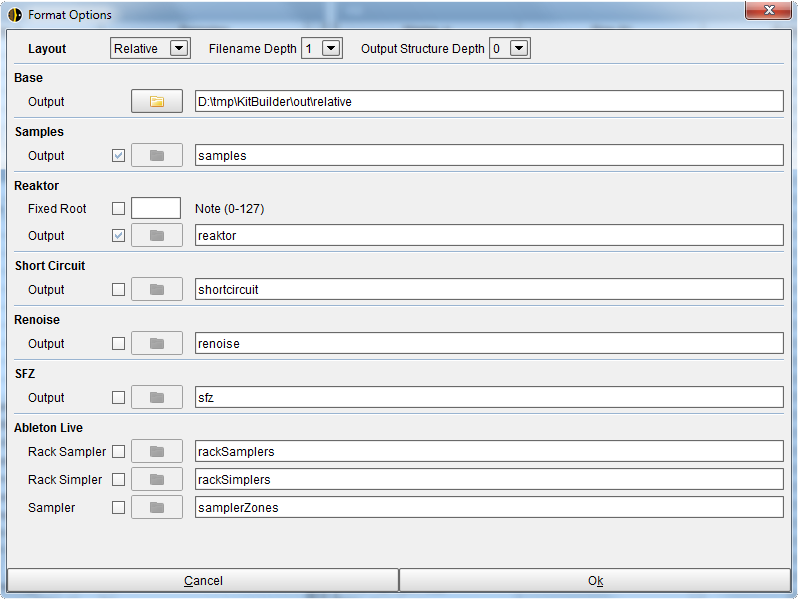 Format Options
Layout Relative Filename Depth 1 Output Structure Depth 0
Base
Output D:\tmp\KitBuilder\out\relative
Samples
Output samples
Reaktor
Fixed Root Note (0-127)
Output reaktor
Short Circuit
Output shortcircuit
Renoise
Output renoise
SFZ
Output sfz
Ableton Live
Rack Sampler rackSamplers
Rack Simpler rackSimplers
Sampler samplerZones
Cancel Ok